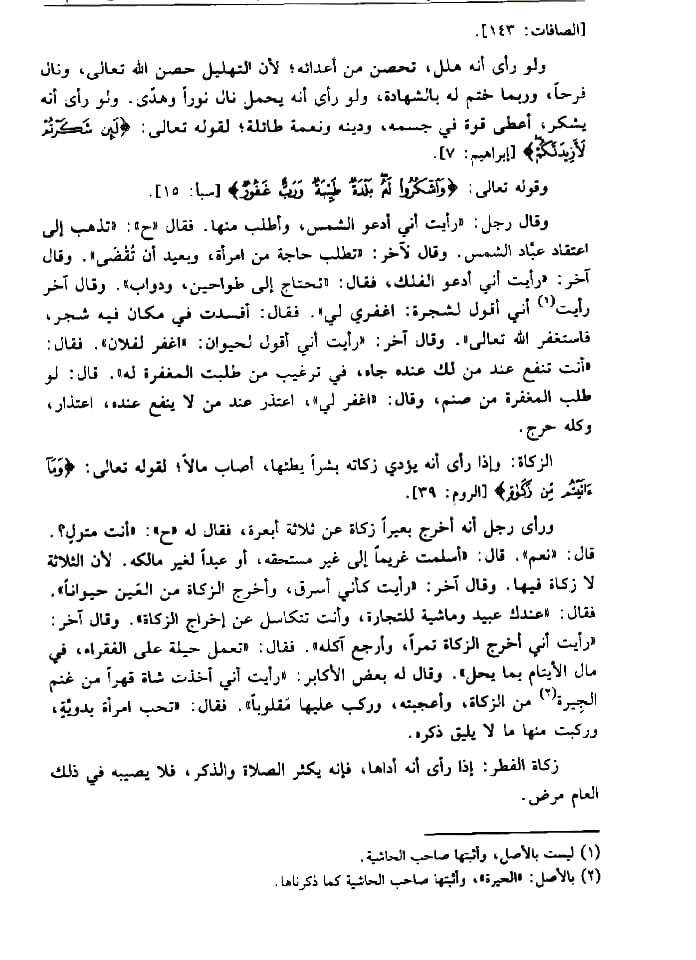 [الصافات: ١٤٣].
ولو رأى أنه هلل، تحصن من أعدائه؛ لأن التهليل حصن الله تعالى، ونال
فرحاً، وربما ختم له بالشهادة، ولو رأى أنه يحمل نال نوراً وهدًى. ولو رأى أنه
يشكر، أعطى قوة في جسمه، ودينه ونعمة طائلة؛ لقوله تعالى: ﴿لَئِن شَكَرْتُمْ
لَأَزِيدَنَّكُمْ﴾ [إبراهيم: ٧].
وقوله تعالى: ﴿وَاشْكُرُوا لَهُ بَلْدَةٌ طَيِّبَةٌ وَرَبٌّ غَفُورٌ﴾ [سبأ: ١٥].
وقال رجل: «رأيت أني أدعو الشمس، وأطلب منها. فقال «ح»: «تذهب إلى
اعتقاد عبَّاد الشمس. وقال لآخر: «تطلب حاجة من امرأة، وبعيد أن تُقْضَى». وقال
آخر: «رأيت أني أدعو الفلك، فقال: «تحتاج إلى طواحين، ودواب». وقال آخر
رأيت(١) أني أقول لشجرة: اغفري لي». فقال: أفسدت في مكان فيه شجر،
فاستغفر الله تعالى». وقال آخر: «رأيت أني أقول لحيوان: «اغفر لفلان». فقال:
«أنت تنفع عند من لك عنده جاه، في ترغيب من طلبت المغفرة له». قال: لو
طلب المغفرة من صنم، وقال: «اغفر لي»، اعتذر عند من لا ينفع عنده، اعتذار،
وكله حرج.
الزكاة: وإذا رأى أنه يؤدي زكاته بشراً يطئها، أصاب مالاً؛ لقوله تعالى: ﴿وَمَا
ءَاتَيْتُم مِّن زَكَوٰةٍ﴾ [الروم: ٣٩].
ورأى رجل أنه أخرج بعيراً زكاة عن ثلاثة أبعرة، فقال له «ح»: «أنت متولٍ؟.
قال: «نعم». قال: «أسلمت غريماً إلى غير مستحقه، أو عبداً لغير مالكه. لأن الثلاثة
لا زكاة فيها. وقال آخر: «رأيت كأني أسرق، وأخرج الزكاة من العَين حيواناً».
فقال: «عندك عبيد وماشية للتجارة، وأنت تتكاسل عن إخراج الزكاة». وقال آخر:
«رأيت أني أخرج الزكاة تمراً، وأرجع آكله». فقال: «تعمل حيلة على الفقراء، في
مال الأيتام بما يحل». وقال له بعض الأكابر: «رأيت أني أخذت شاة قهراً من غنم
الجِيرة(٢) من الزكاة، وأعجبته، وركب عليها مَقلوباً». فقال: «تحب امرأة بدويَّةٍ،
وركبت منها ما لا يليق ذكره.
زكاة الفطر: إذا رأى أنه أداها، فإنه يكثر الصلاة والذكر، فلا يصيبه في ذلك
العام مرض.
(١) ليست بالأصل، وأثبتها صاحب الحاشية.
(٢) بالأصل: «الحيرة»، وأثبتها صاحب الحاشية كما ذكرناها.